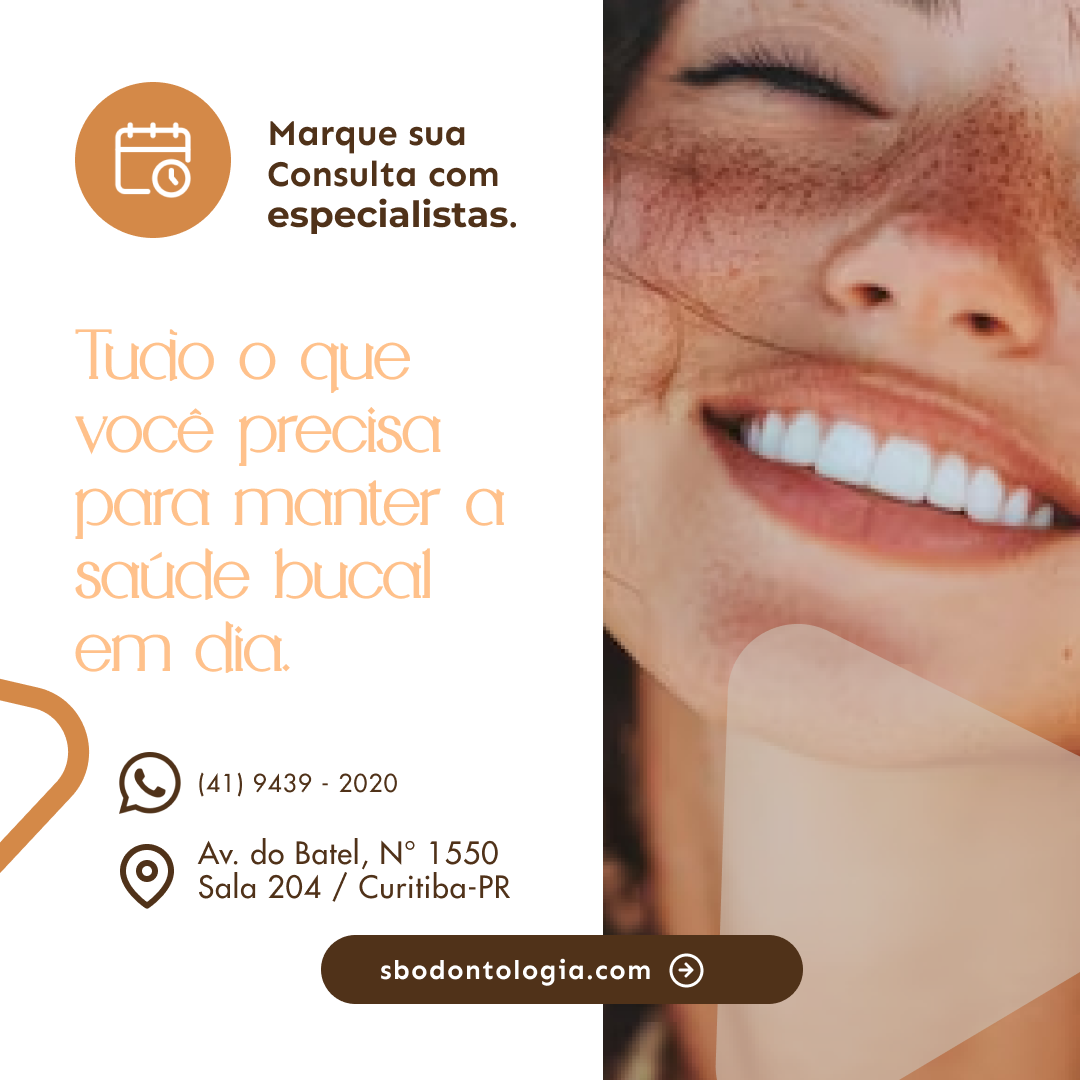 Marque sua
Consulta com
especialistas.
Tudo o que
você precisa
para manter a
saúde bucal
em dia.
(41) 9439 - 2020
Av. do Batel, Nº 1550
Sala 204 / Curitiba-PR
sbodontologia.com